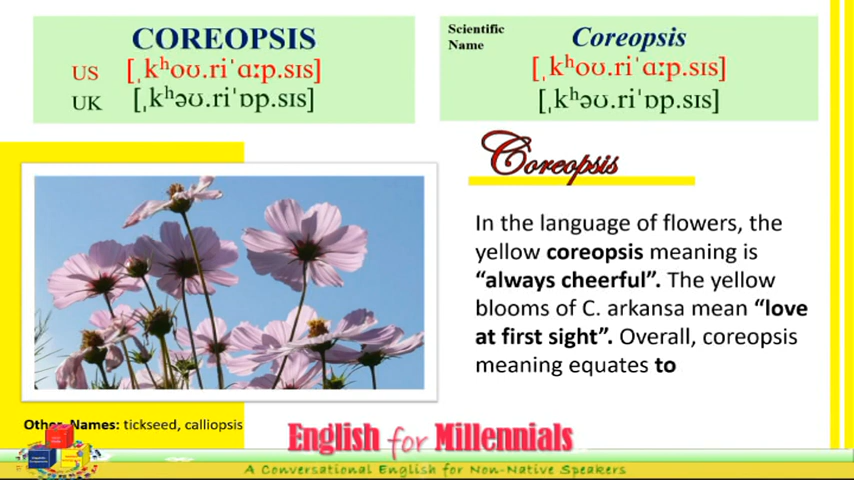 COREOPSIS
US [ˌkʰoʊ.riˈɑːp.sɪs]
UK [ˌkʰəʊ.riˈɒp.sɪs]
Scientific
Name
Coreopsis
[ˌkʰoʊ.riˈɑːp.sɪs]
[ˌkʰəʊ.riˈɒp.sɪs]
Coreopsis
In the language of flowers, the
yellow coreopsis meaning is
“always cheerful”. The yellow
blooms of C. arkansa mean “love
at first sight”. Overall, coreopsis
meaning equates to
Other Names: tickseed, calliopsis
English for Millennials
A Conversational English for Non-Native Speakers